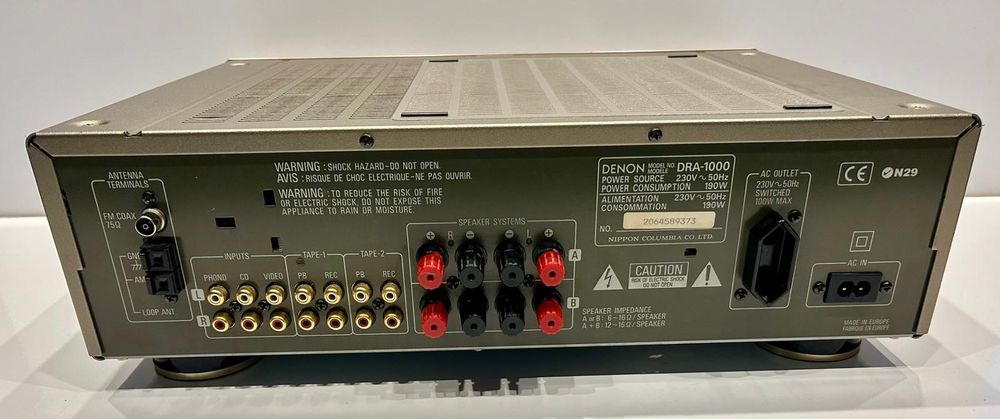 ANTENNA
TERMINALS
FM COAX
75Ω
GND
AM
LOOP ANT.
WARNING : SHOCK HAZARD-DO NOT OPEN.
AVIS : RISQUE DE CHOC ELECTRIQUE-NE PAS OUVRIR.
WARNING : TO REDUCE THE RISK OF FIRE
OR ELECTRIC SHOCK, DO NOT EXPOSE THIS
APPLIANCE TO RAIN OR MOISTURE.
INPUTS
TAPE-1
TAPE-2
PHONO
CD
VIDEO
PB
REC
PB
REC
L
R
SPEAKER SYSTEMS
+ R − − L +
A
B
SPEAKER IMPEDANCE
A OR B : 6–16Ω/SPEAKER
A + B : 12–16Ω/SPEAKER
DENON MODEL NO. MODELE DRA-1000
POWER SOURCE 230V ~ 50Hz
POWER CONSUMPTION 190W
ALIMENTATION 230V ~ 50Hz
CONSOMMATION 190W
NO. 2064589373
NIPPON COLUMBIA CO. LTD.
CAUTION
RISK OF ELECTRIC SHOCK
DO NOT OPEN
AC OUTLET
230V ~ 50Hz
SWITCHED
100W MAX
CE
N29
AC IN
MADE IN EUROPE
FABRIQUE EN EUROPE